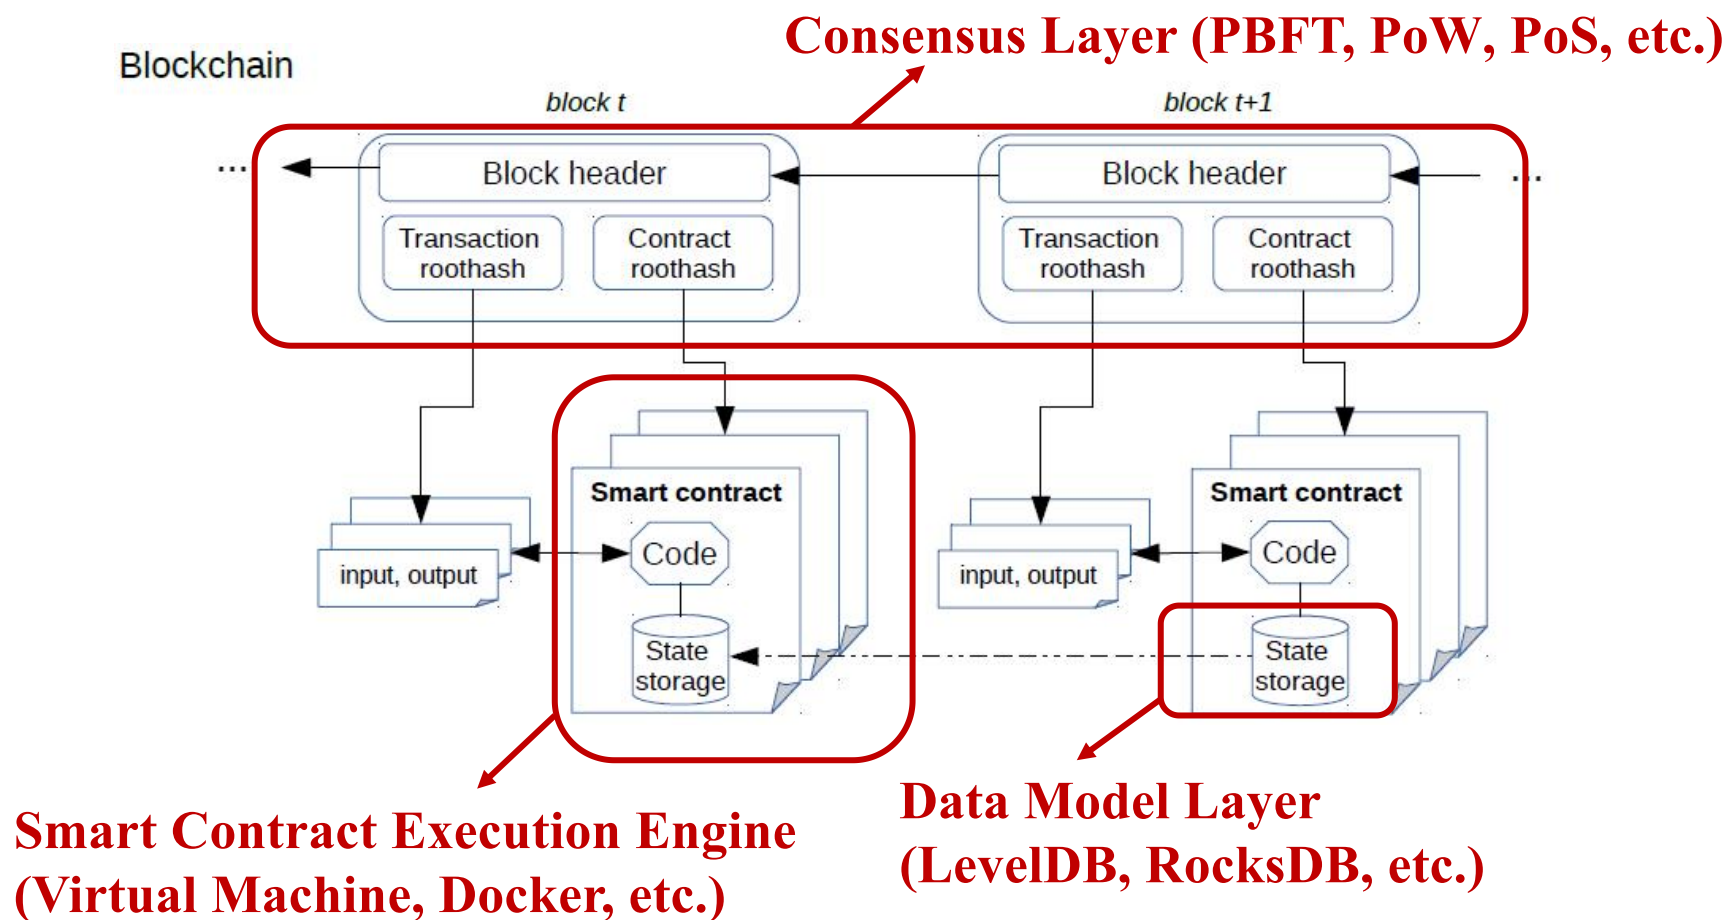 Consensus Layer (PBFT, PoW, PoS, etc.)
Blockchain
block t
block t+1
...
Block header
Block header
...
Transaction
roothash
Contract
roothash
Transaction
roothash
Contract
roothash
Smart contract
Smart contract
Code
Code
input, output
input, output
State
storage
State
storage
Data Model Layer
(LevelDB, RocksDB, etc.)
Smart Contract Execution Engine
(Virtual Machine, Docker, etc.)